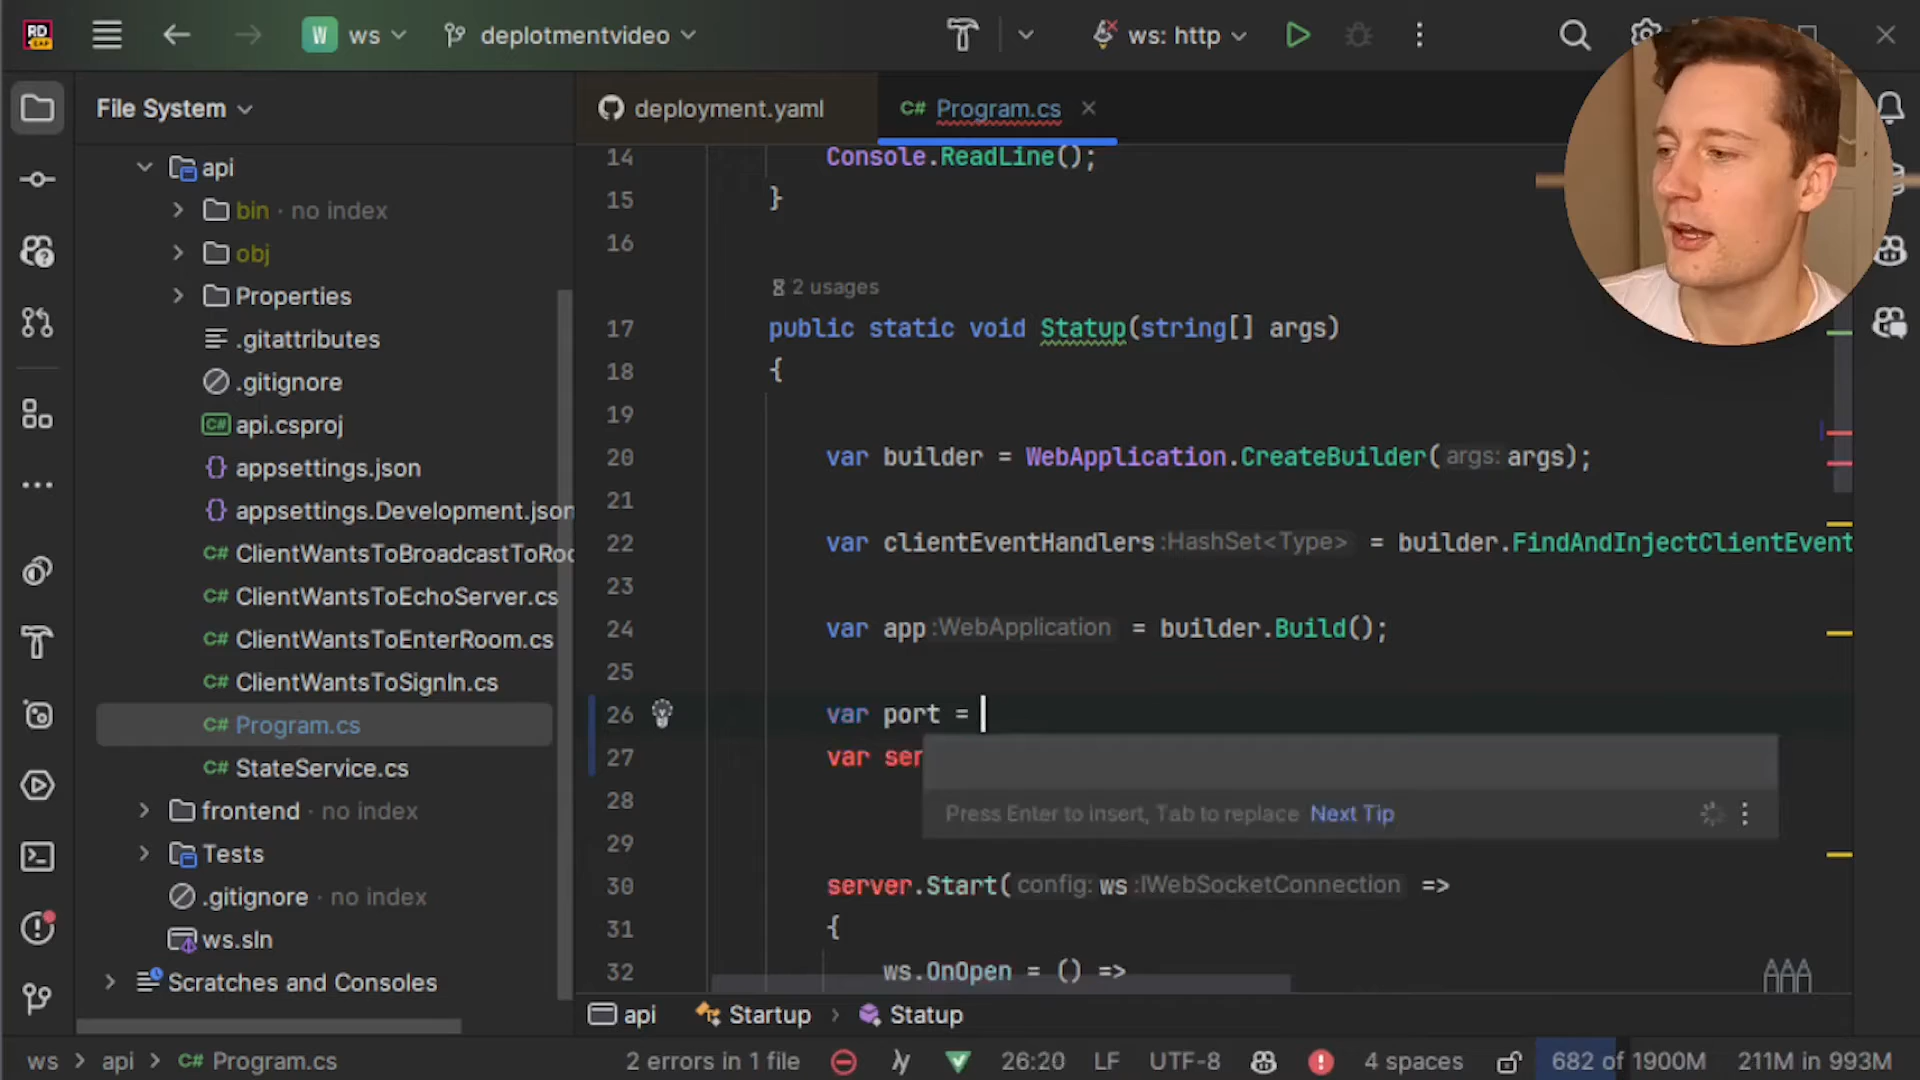 RD
EAP
W ws
deplotmentvideo
ws: http
File System
deployment.yaml
C# Program.cs
api
bin · no index
obj
Properties
.gitattributes
.gitignore
C# api.csproj
{} appsettings.json
{} appsettings.Development.json
C# ClientWantsToBroadcastToRoo
C# ClientWantsToEchoServer.cs
C# ClientWantsToEnterRoom.cs
C# ClientWantsToSignIn.cs
C# Program.cs
C# StateService.cs
frontend · no index
Tests
.gitignore · no index
ws.sln
Scratches and Consoles
14 Console.ReadLine();
15 }
16
2 usages
17 public static void Statup(string[] args)
18 {
19
20 var builder = WebApplication.CreateBuilder( args: args);
21
22 var clientEventHandlers :HashSet<Type> = builder.FindAndInjectClientEvent
23
24 var app :WebApplication = builder.Build();
25
26 var port =
27 var ser
Press Enter to insert, Tab to replace Next Tip
28
29
30 server.Start( config: ws :IWebSocketConnection =>
31 {
32 ws.OnOpen = () =>
api Startup › Statup
ws > api > C# Program.cs
2 errors in 1 file 26:20 LF UTF-8 4 spaces 682 of 1900M 211M in 993M